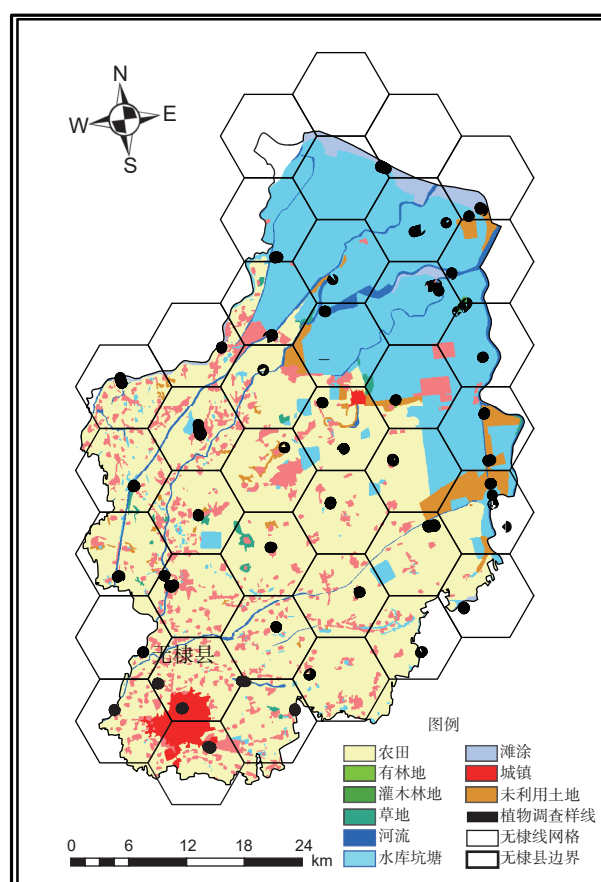 N
W E
S
无棣县
图例
农田 滩涂
有林地 城镇
灌木林地 未利用土地
草地 植物调查样线
河流 无棣线网格
水库坑塘 无棣县边界
0 3 6 12 18 24
km